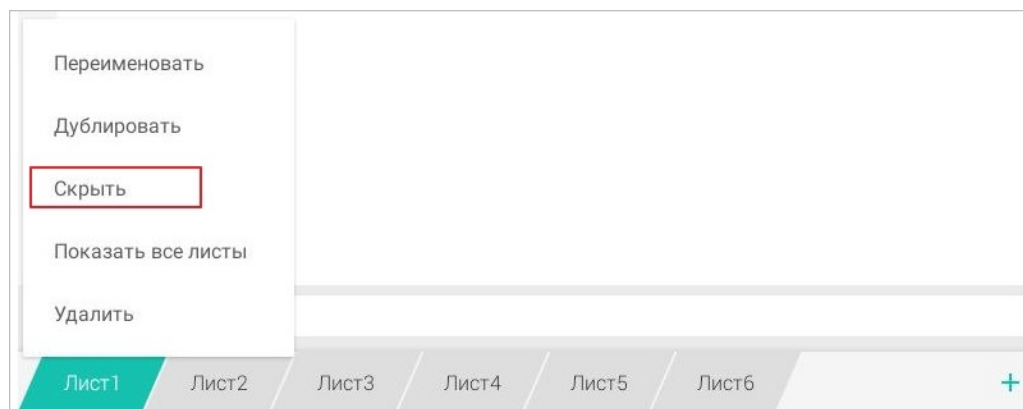 Переименовать
Дублировать
Скрыть
Показать все листы
Удалить
Лист1 Лист2 Лист3 Лист4 Лист5 Лист6 +